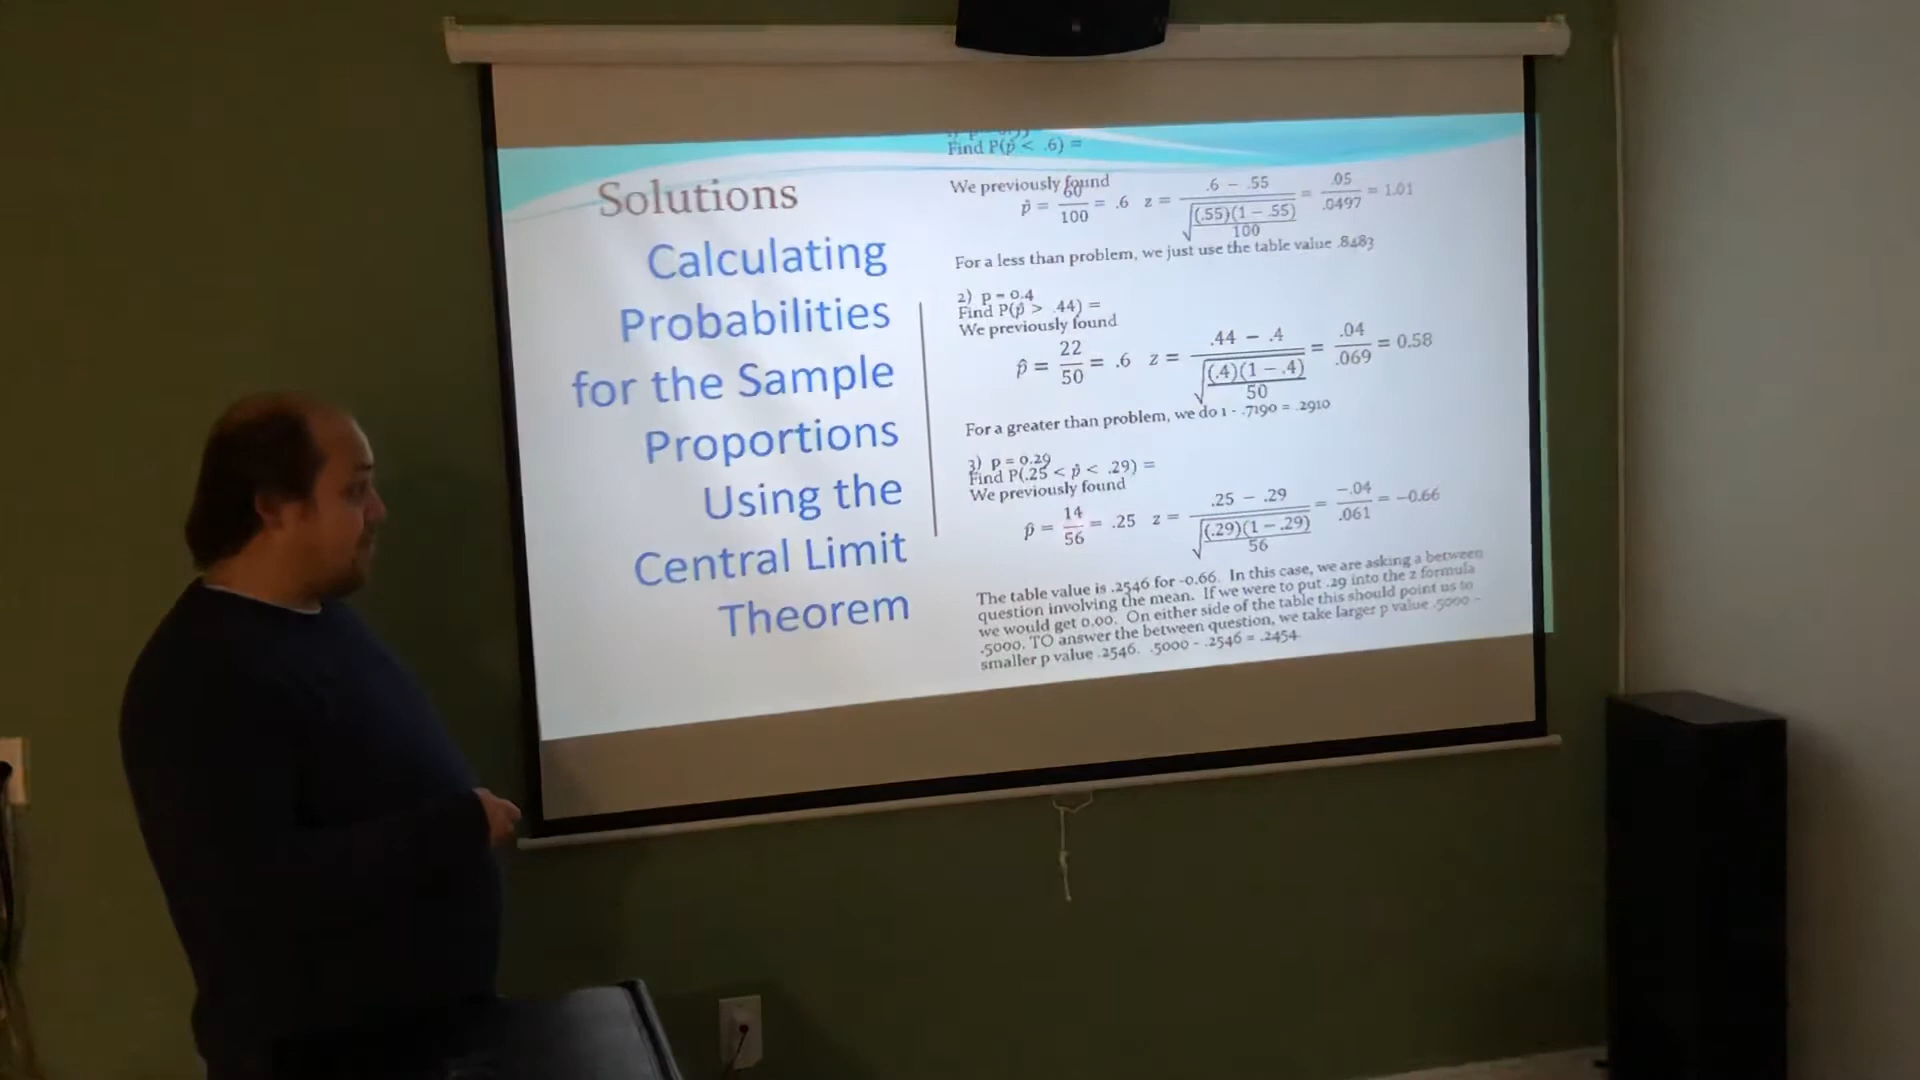 Solutions
Calculating
Probabilities
for the Sample
Proportions
Using the
Central Limit
Theorem
Find P(p̂ < .6) =
We previously found
p̂ = 60/100 = .6 z = .6 − .55 / √((.55)(1 − .55)/100) = .05/.0497 = 1.01
For a less than problem, we just use the table value .8483
2) p = 0.4
Find P(p̂ > .44) =
We previously found
p̂ = 22/50 = .6 z = .44 − .4 / √((.4)(1 − .4)/50) = .04/.069 = 0.58
For a greater than problem, we do 1 - .7190 = .2910
3) p = 0.29
Find P(.25 < p̂ < .29) =
We previously found
p̂ = 14/56 = .25 z = .25 − .29 / √((.29)(1 − .29)/56) = −.04/.061 = −0.66
The table value is .2546 for -0.66. In this case, we are asking a between
question involving the mean. If we were to put .29 into the z formula
we would get 0.00. On either side of the table this should point us to
.5000. TO answer the between question, we take larger p value .5000 -
smaller p value .2546. .5000 - .2546 = .2454